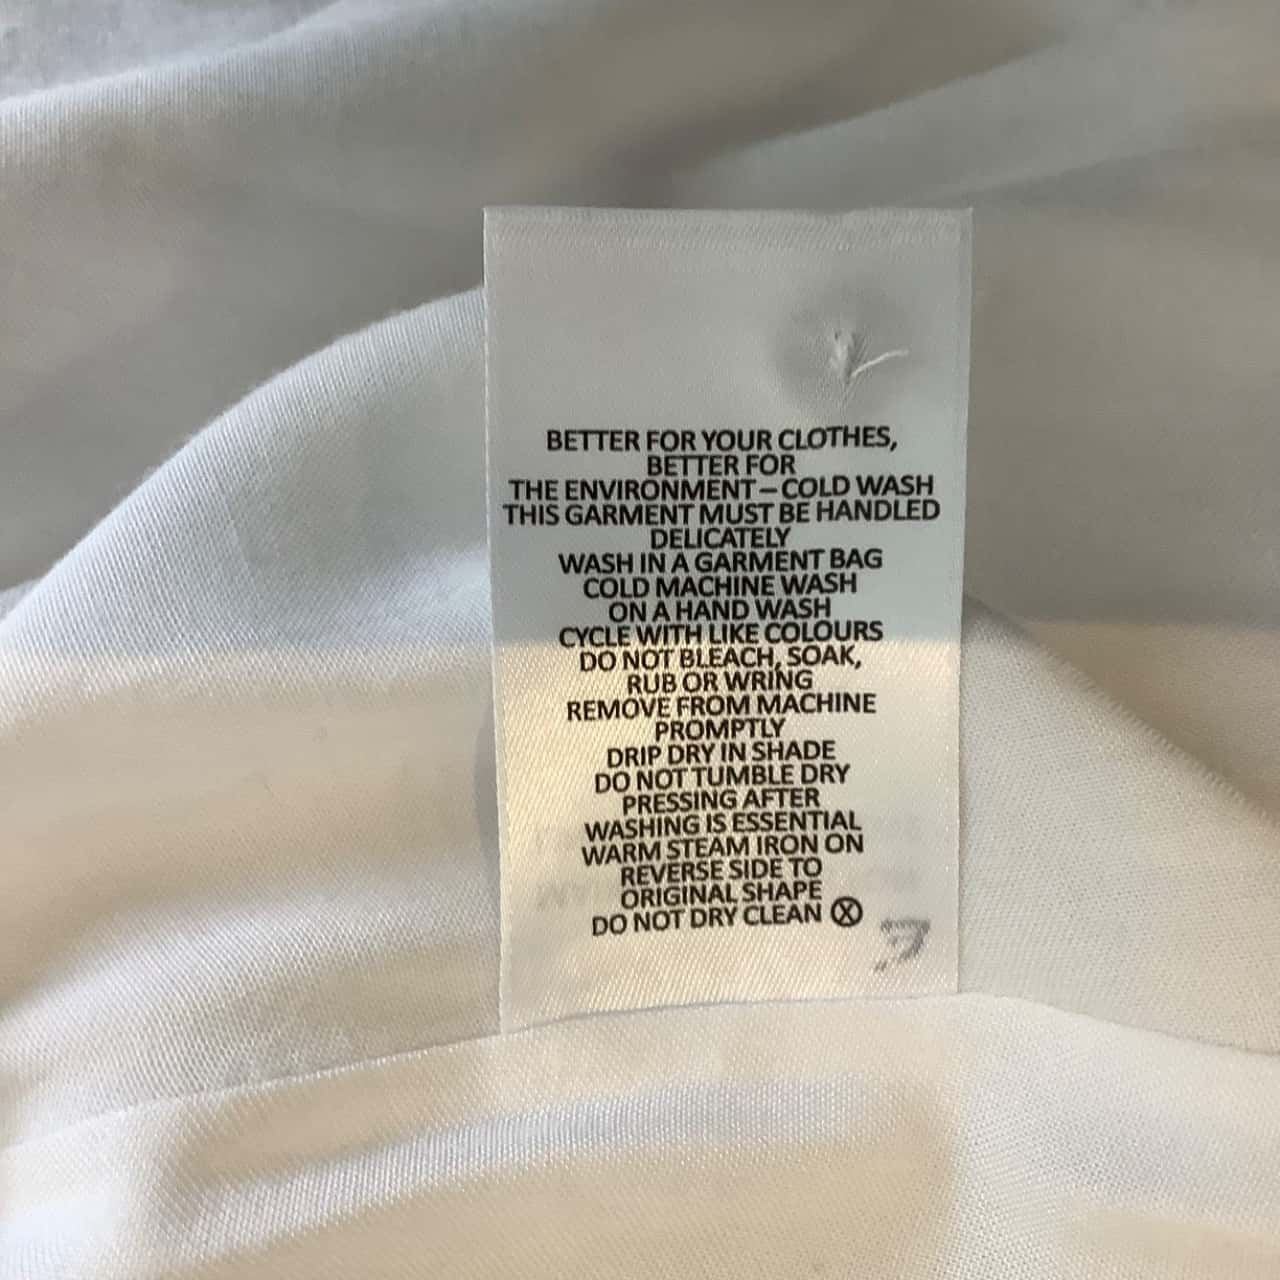 BETTER FOR YOUR CLOTHES,
BETTER FOR
THE ENVIRONMENT – COLD WASH
THIS GARMENT MUST BE HANDLED
DELICATELY
WASH IN A GARMENT BAG
COLD MACHINE WASH
ON A HAND WASH
CYCLE WITH LIKE COLOURS
DO NOT BLEACH, SOAK,
RUB OR WRING
REMOVE FROM MACHINE
PROMPTLY
DRIP DRY IN SHADE
DO NOT TUMBLE DRY
PRESSING AFTER
WASHING IS ESSENTIAL
WARM STEAM IRON ON
REVERSE SIDE TO
ORIGINAL SHAPE
DO NOT DRY CLEAN Ⓧ